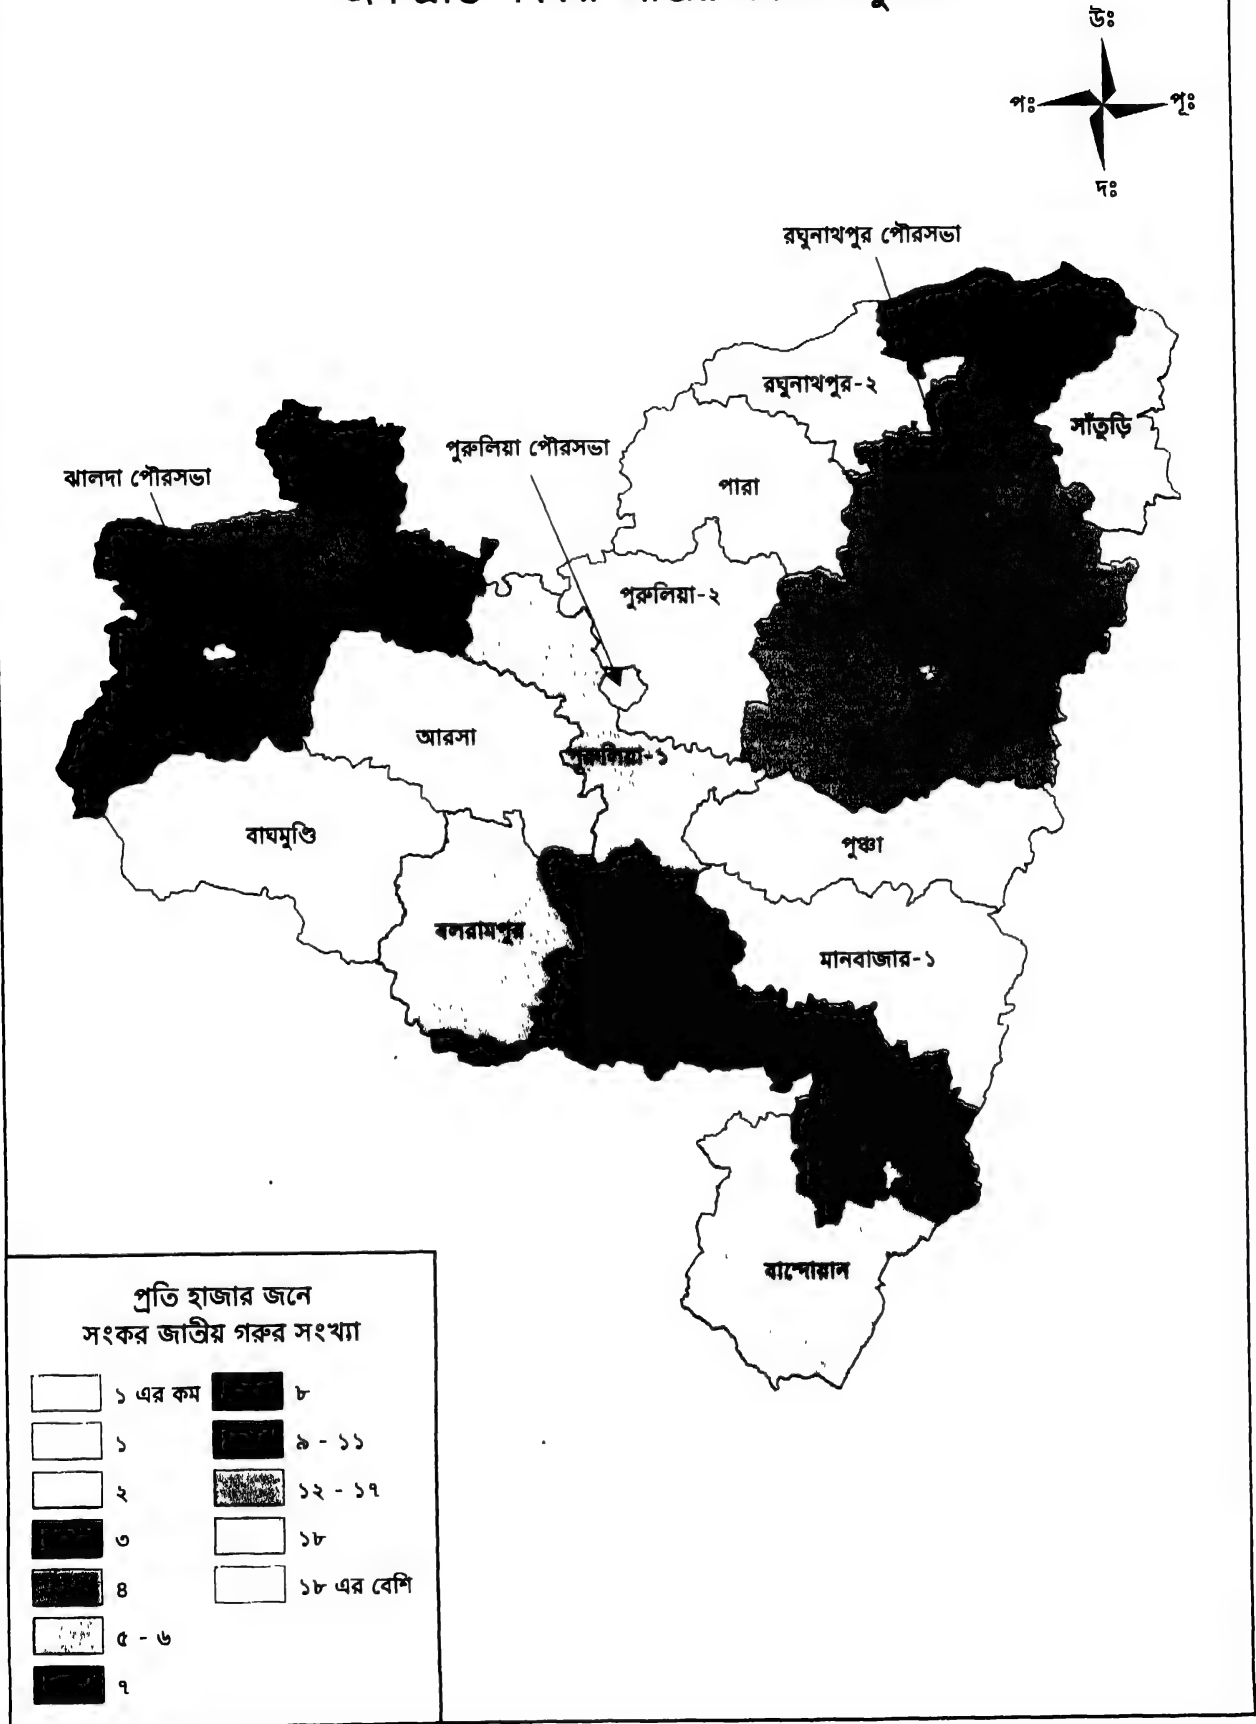 উঃ
পঃ
পূঃ
দঃ
রঘুনাথপুর পৌরসভা
রঘুনাথপুর-২
সাঁতুড়ি
পুরুলিয়া পৌরসভা
ঝালদা পৌরসভা
পারা
পুরুলিয়া-২
আরসা
পুরুলিয়া-১
বাঘমুণ্ডি
পুঞ্চা
বলরামপুর
মানবাজার-১
বান্দোয়ান
প্রতি হাজার জনে
সংকর জাতীয় গরুর সংখ্যা
১ এর কম
১
২
৩
৪
৫ - ৬
৭
৮
৯ - ১১
১২ - ১৭
১৮
১৮ এর বেশি